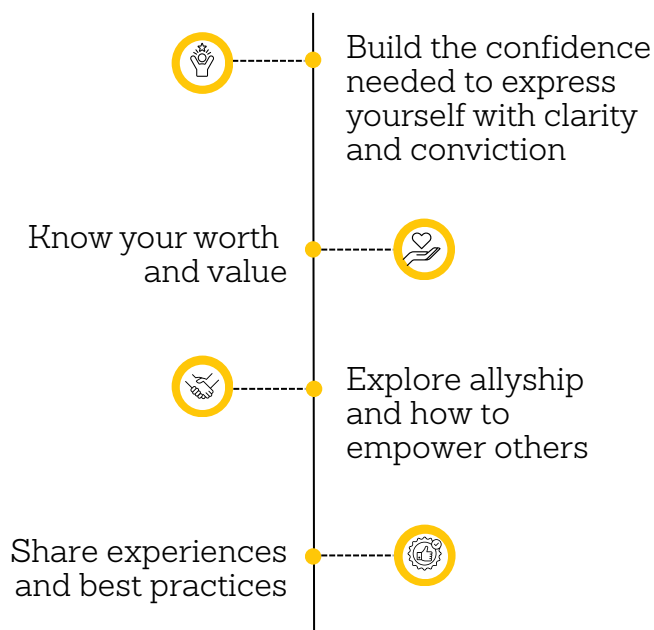 Build the confidence
needed to express
yourself with clarity
and conviction
Know your worth
and value
Explore allyship
and how to
empower others
Share experiences
and best practices